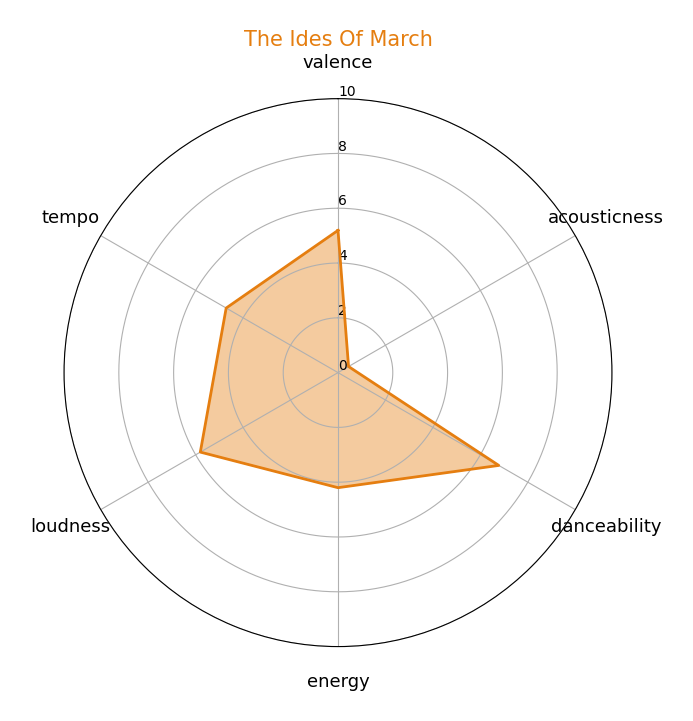 The Ides Of March
valence
10
8
tempo
6
acousticness
4
2
0
loudness
danceability
energy